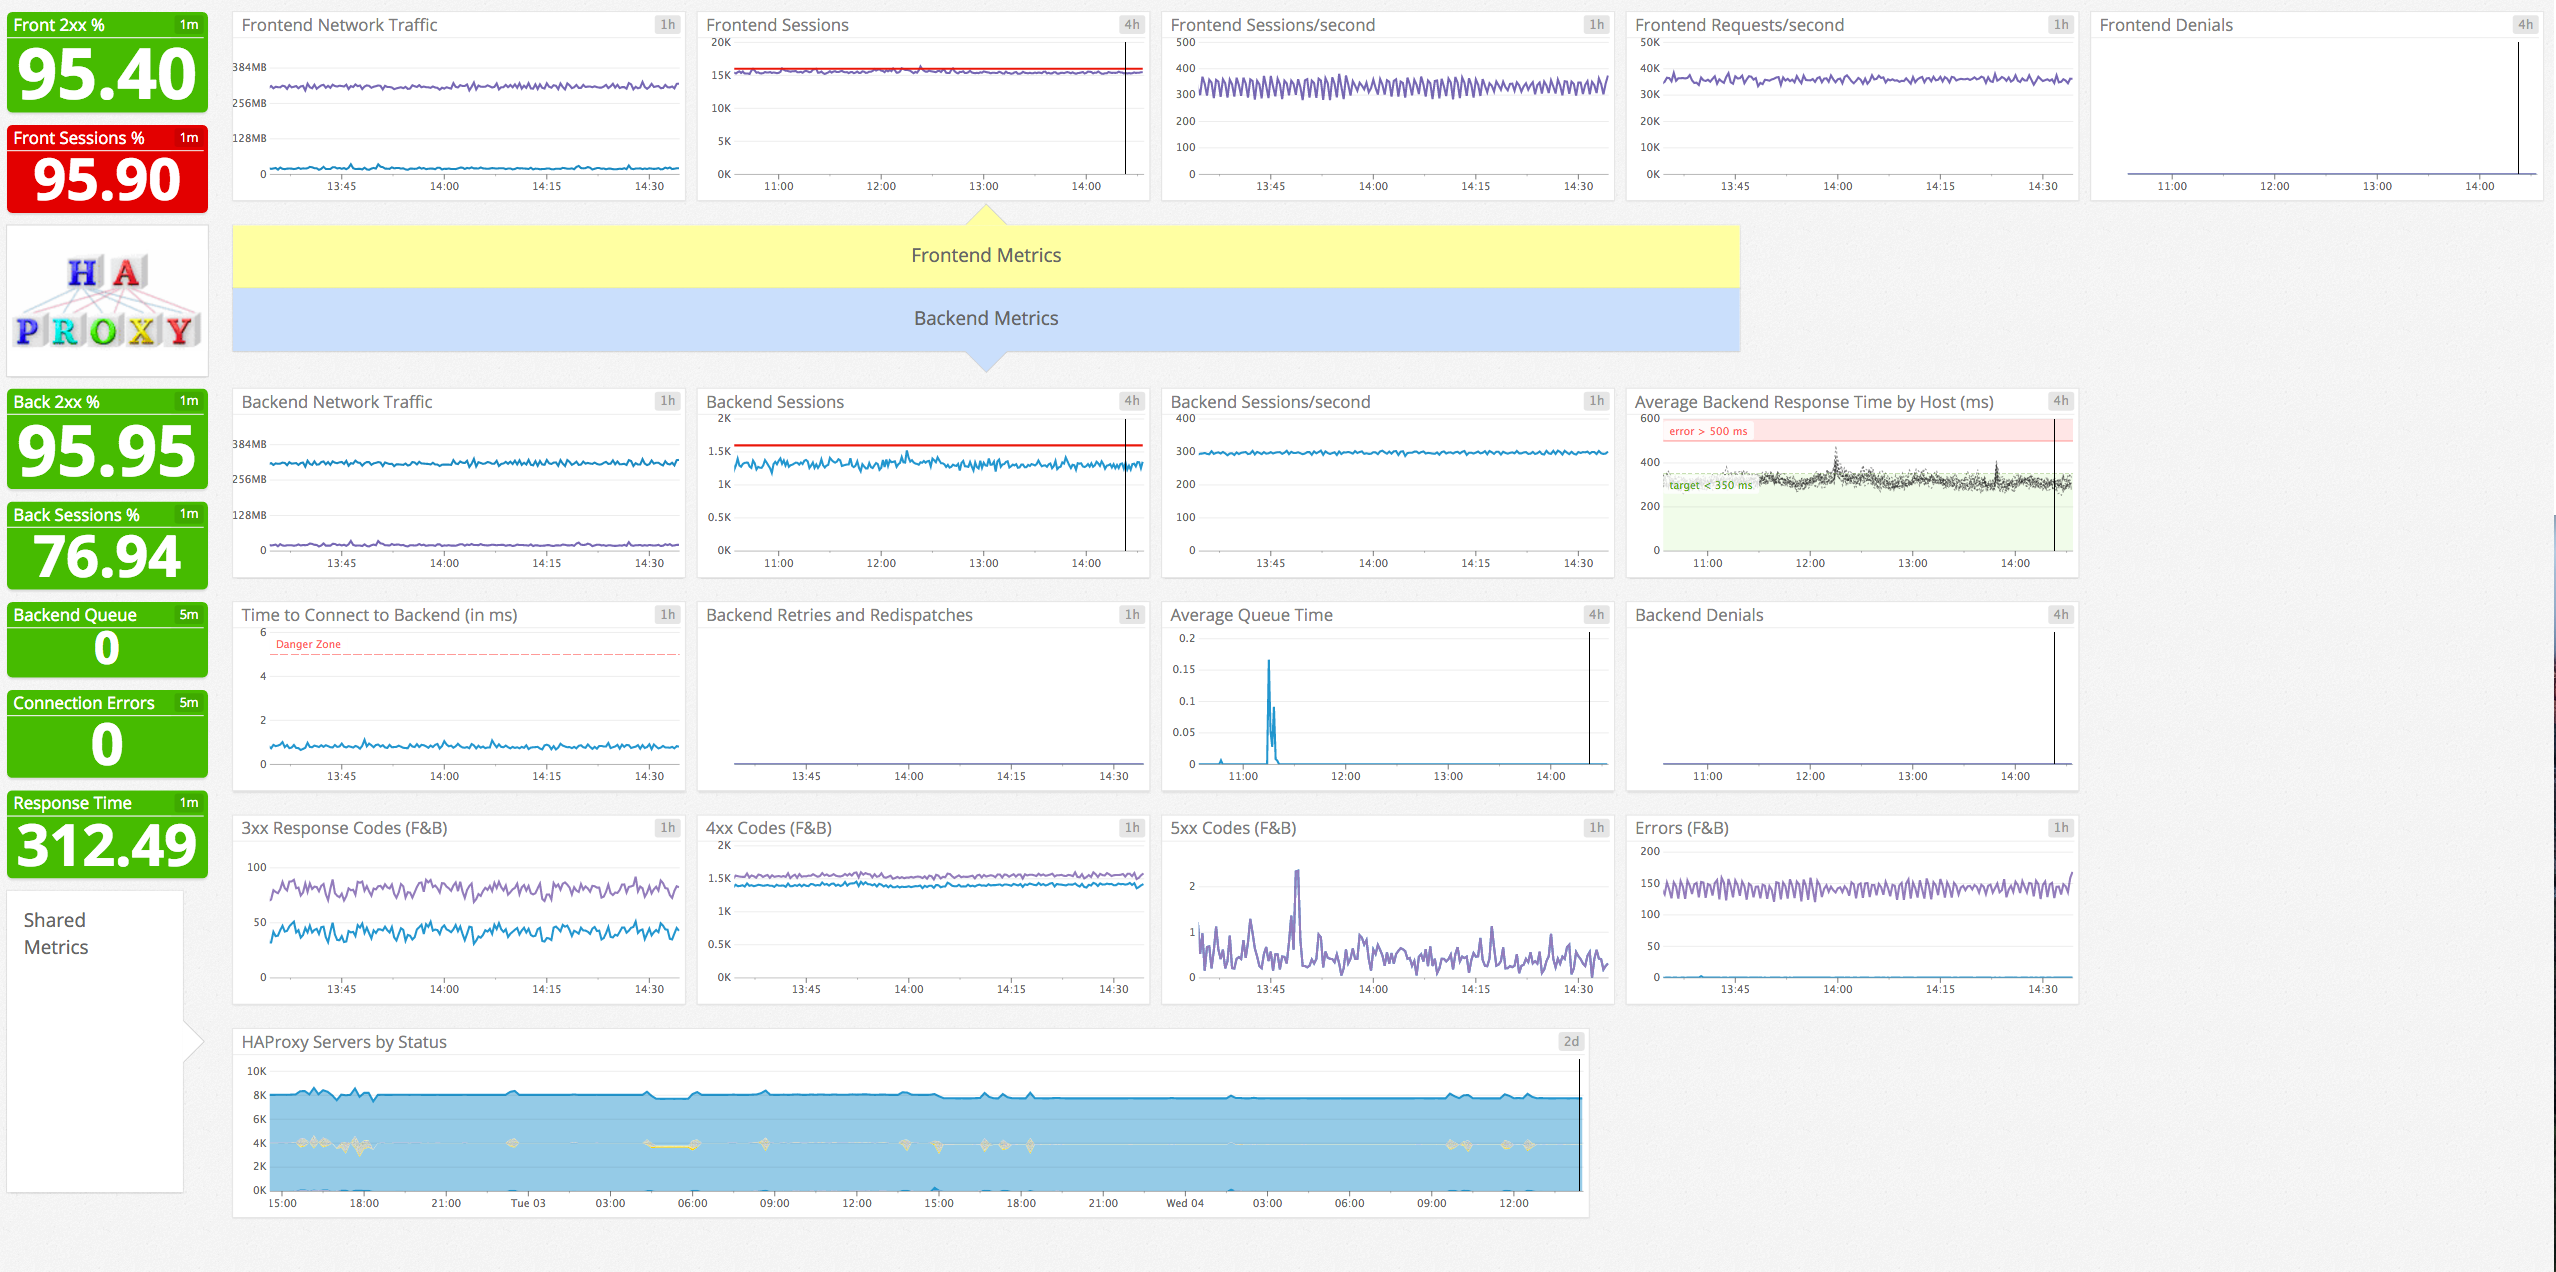 Front 2xx % 1m
95.40
Front Sessions % 1m
95.90
HA
PROXY
Back 2xx % 1m
95.95
Back Sessions % 1m
76.94
Backend Queue 5m
0
Connection Errors 5m
0
Response Time 1m
312.49
Shared
Metrics
Frontend Network Traffic 1h
384MB
256MB
128MB
0
13:45 14:00 14:15 14:30
Frontend Sessions 4h
20K
15K
10K
5K
0K
11:00 12:00 13:00 14:00
Frontend Sessions/second 1h
500
400
300
200
100
0
13:45 14:00 14:15 14:30
Frontend Requests/second 1h
50K
40K
30K
20K
10K
0K
13:45 14:00 14:15 14:30
Frontend Denials 4h
11:00 12:00 13:00 14:00
Frontend Metrics
Backend Metrics
Backend Network Traffic 1h
384MB
256MB
128MB
0
13:45 14:00 14:15 14:30
Backend Sessions 4h
2K
1.5K
1K
0.5K
0K
11:00 12:00 13:00 14:00
Backend Sessions/second 1h
400
300
200
100
0
13:45 14:00 14:15 14:30
Average Backend Response Time by Host (ms) 4h
600
error > 500 ms
400
target < 350 ms
200
0
11:00 12:00 13:00 14:00
Time to Connect to Backend (in ms) 1h
6
Danger Zone
4
2
0
13:45 14:00 14:15 14:30
Backend Retries and Redispatches 1h
13:45 14:00 14:15 14:30
Average Queue Time 4h
0.2
0.15
0.1
0.05
0
11:00 12:00 13:00 14:00
Backend Denials 4h
11:00 12:00 13:00 14:00
3xx Response Codes (F&B) 1h
100
50
0
13:45 14:00 14:15 14:30
4xx Codes (F&B) 1h
2K
1.5K
1K
0.5K
0K
13:45 14:00 14:15 14:30
5xx Codes (F&B) 1h
2
1
0
13:45 14:00 14:15 14:30
Errors (F&B) 1h
200
150
100
50
0
13:45 14:00 14:15 14:30
HAProxy Servers by Status 2d
10K
8K
6K
4K
2K
0K
15:00 18:00 21:00 Tue 03 03:00 06:00 09:00 12:00 15:00 18:00 21:00 Wed 04 03:00 06:00 09:00 12:00